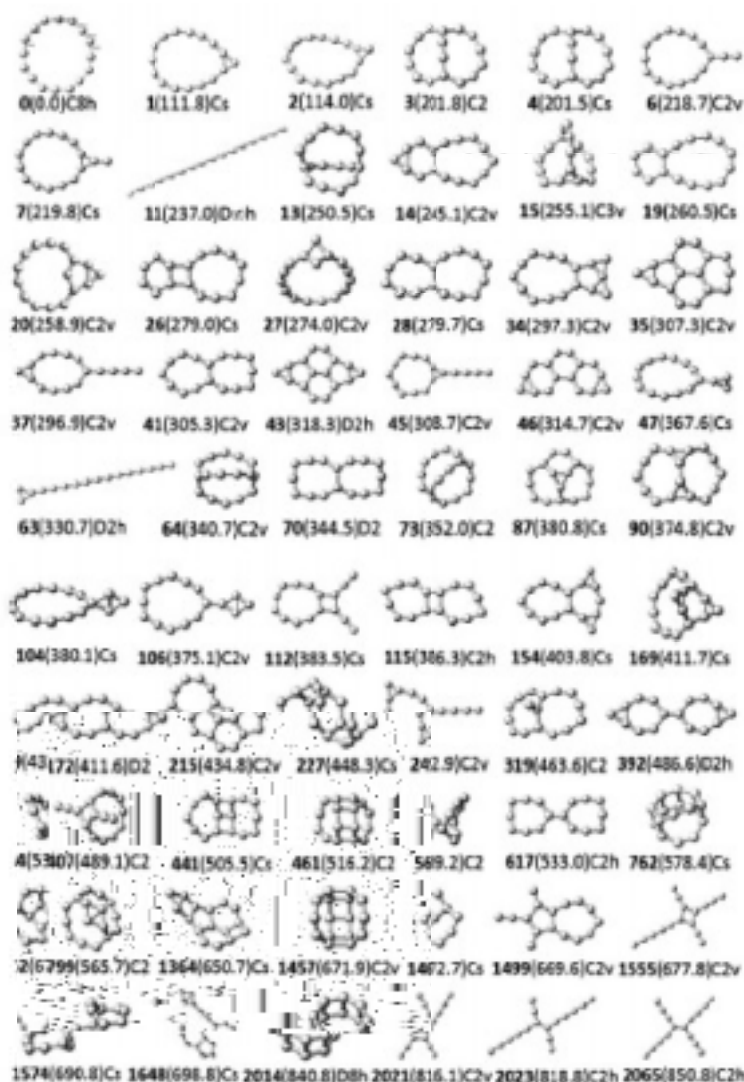 0(0.0)C8h 1(111.8)Cs 2(114.0)Cs 3(201.8)C2 4(201.5)Cs 6(218.7)C2v
7(219.8)Cs 11(237.0)D 13(250.5)Cs 14(245.1)C2v 15(255.1)C3v 19(260.5)Cs
20(258.9)C2v 26(279.0)Cs 27(274.0)C2v 28(279.7)Cs 34(297.3)C2v 35(307.3)C2v
37(296.9)C2v 41(305.3)C2v 43(318.3)D2h 45(308.7)C2v 46(314.7)C2v 47(367.6)Cs
63(330.7)D2h 64(340.7)C2v 70(344.5)D2 73(352.0)C2 87(380.8)Cs 90(374.8)C2v
104(380.1)Cs 106(375.1)C2v 112(383.5)Cs 115(386.3)C2h 154(403.8)Cs 169(411.7)Cs
172(411.6)D2 215(434.8)C2v 227(448.3)Cs 242.9)C2v 319(463.6)C2 392(486.6)D2h
407(489.1)C2 441(505.5)Cs 461(516.2)C2 569.2)C2 617(533.0)C2h 762(578.4)Cs
799(565.7)C2 1364(650.7)Cs 1457(671.9)C2v 2.7)Cs 1499(669.6)C2v 1555(677.8)C2v
1574(690.8)Cs 1648(698.8)Cs 2014(840.8)D8h 2021(816.1)C2v 2023(818.8)C2h 2065(850.8)C2h